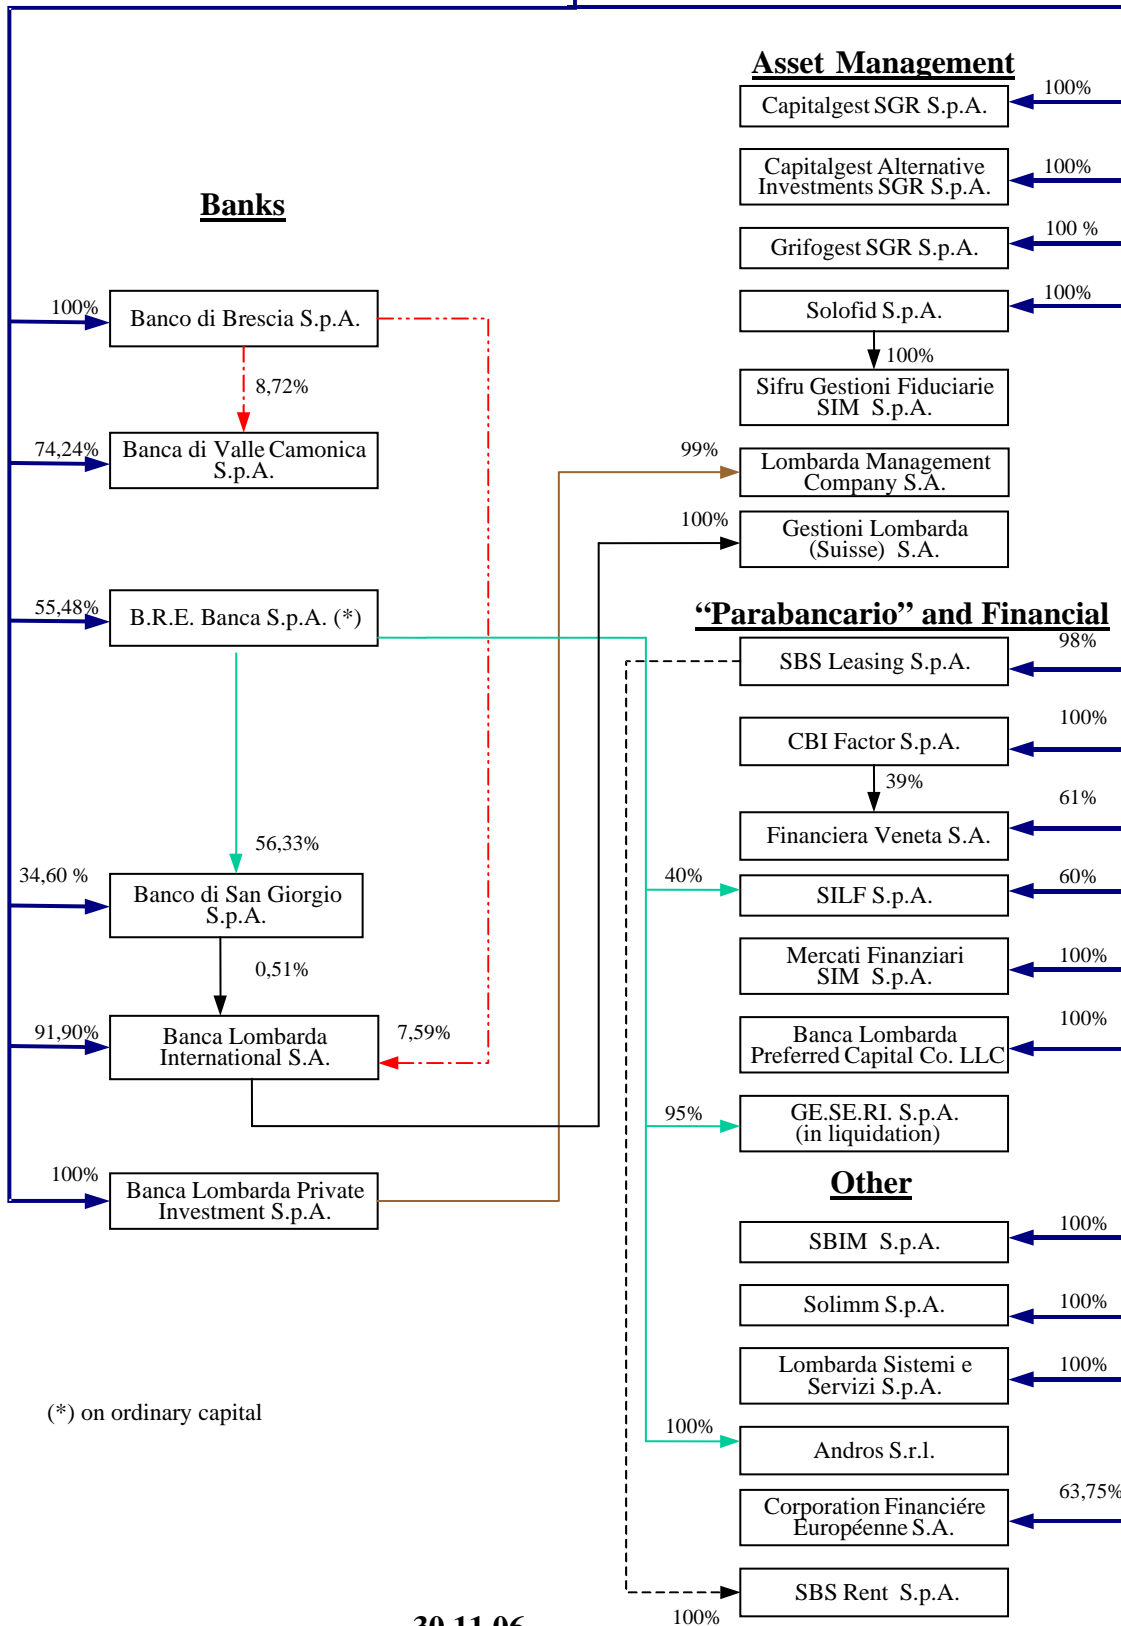 Banks
100%
Banco di Brescia S.p.A.
8,72%
74,24%
Banca di Valle Camonica
S.p.A.
55,48%
B.R.E. Banca S.p.A. (*)
56,33%
34,60 %
Banco di San Giorgio
S.p.A.
0,51%
91,90%
Banca Lombarda
International S.A.
7,59%
100%
Banca Lombarda Private
Investment S.p.A.
(*) on ordinary capital
Asset Management
Capitalgest SGR S.p.A.
100%
Capitalgest Alternative
Investments SGR S.p.A.
100%
Grifogest SGR S.p.A.
100 %
Solofid S.p.A.
100%
100%
Sifru Gestioni Fiduciarie
SIM S.p.A.
99%
Lombarda Management
Company S.A.
100%
Gestioni Lombarda
(Suisse) S.A.
“Parabancario” and Financial
SBS Leasing S.p.A.
98%
CBI Factor S.p.A.
100%
39%
Financiera Veneta S.A.
61%
40%
SILF S.p.A.
60%
Mercati Finanziari
SIM S.p.A.
100%
Banca Lombarda
Preferred Capital Co. LLC
100%
95%
GE.SE.RI. S.p.A.
(in liquidation)
Other
SBIM S.p.A.
100%
Solimm S.p.A.
100%
Lombarda Sistemi e
Servizi S.p.A.
100%
100%
Andros S.r.l.
Corporation Financiére
Européenne S.A.
63,75%
SBS Rent S.p.A.
100%
30.11.06